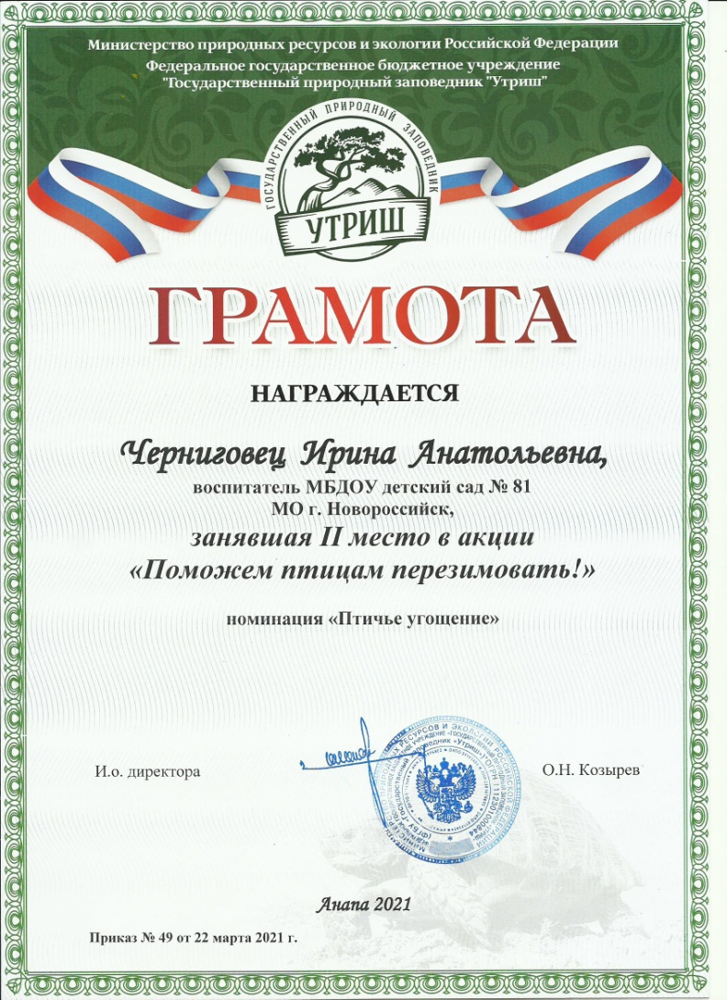 Министерство природных ресурсов и экологии Российской Федерации
Федеральное государственное бюджетное учреждение
"Государственный природный заповедник "Утриш"
ГОСУДАРСТВЕННЫЙ ПРИРОДНЫЙ ЗАПОВЕДНИК
УТРИШ
ГРАМОТА
НАГРАЖДАЕТСЯ
Черниговец Ирина Анатольевна,
воспитатель МБДОУ детский сад № 81
МО г. Новороссийск,
занявшая II место в акции
«Поможем птицам перезимовать!»
номинация «Птичье угощение»
И.о. директора
О.Н. Козырев
Анапа 2021
Приказ № 49 от 22 марта 2021 г.